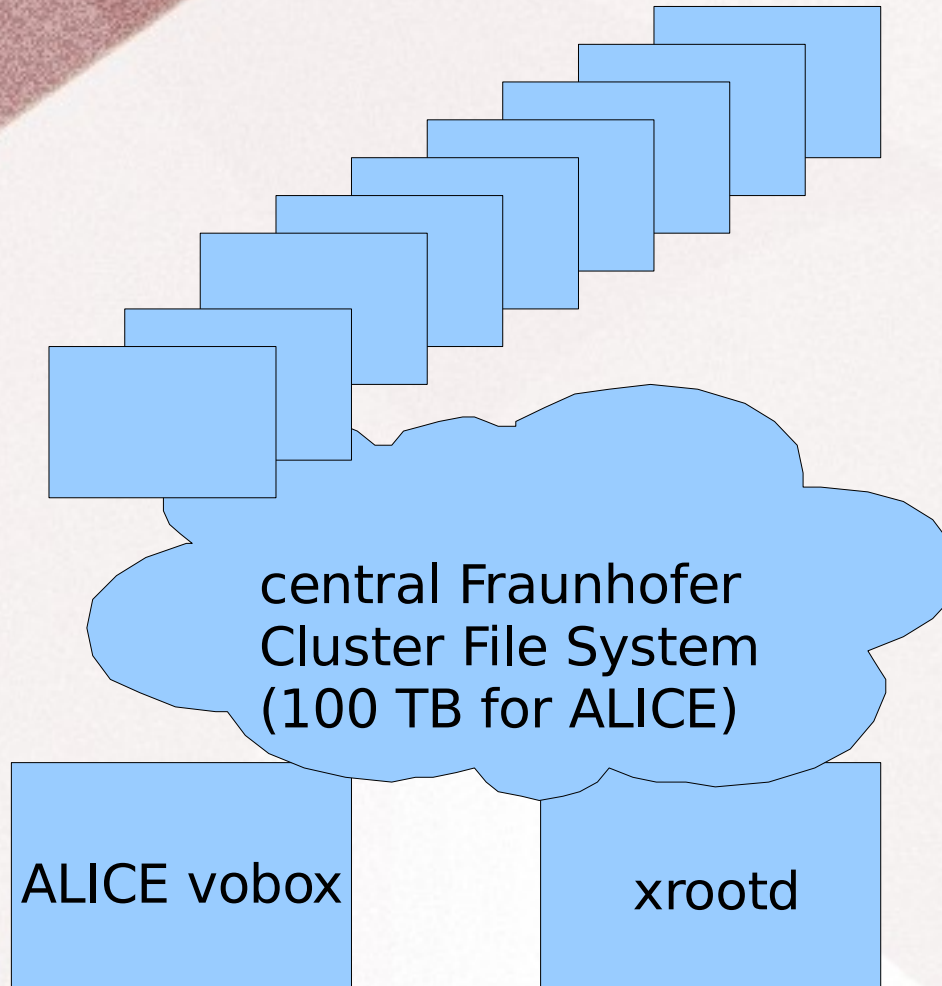 central Fraunhofer
Cluster File System
(100 TB for ALICE)
ALICE vobox
xrootd